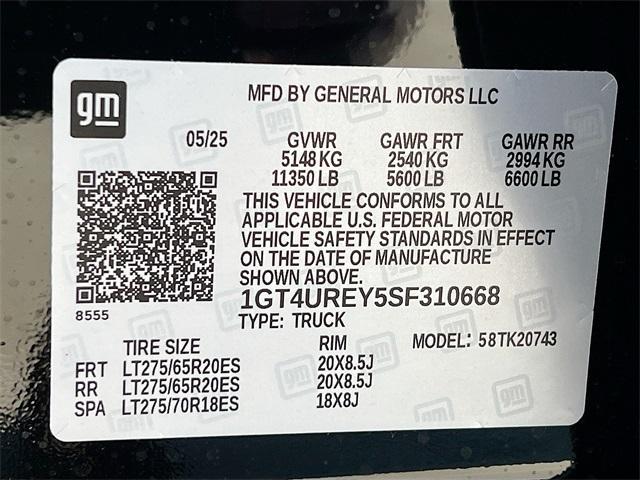 gm
MFD BY GENERAL MOTORS LLC
05/25 GVWR GAWR FRT GAWR RR
5148 KG 2540 KG 2994 KG
11350 LB 5600 LB 6600 LB
THIS VEHICLE CONFORMS TO ALL
APPLICABLE U.S. FEDERAL MOTOR
VEHICLE SAFETY STANDARDS IN EFFECT
ON THE DATE OF MANUFACTURE
SHOWN ABOVE.
8555
1GT4UREY5SF310668
TYPE: TRUCK
TIRE SIZE RIM MODEL: 58TK20743
FRT LT275/65R20ES 20X8.5J
RR LT275/65R20ES 20X8.5J
SPA LT275/70R18ES 18X8J